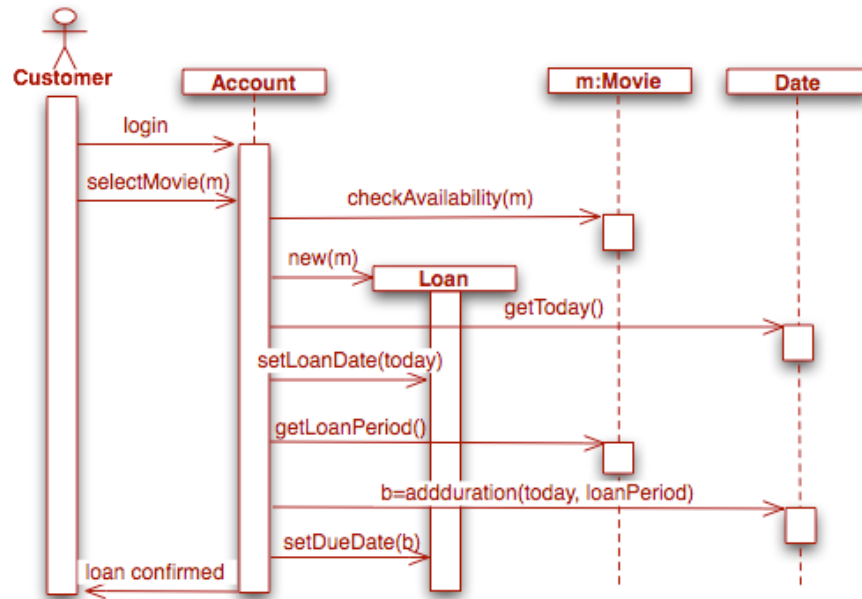 Customer
Account
m:Movie
Date
login
selectMovie(m)
checkAvailability(m)
new(m)
Loan
getToday()
setLoanDate(today)
getLoanPeriod()
b=addduration(today, loanPeriod)
setDueDate(b)
loan confirmed